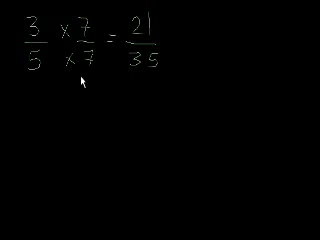 3/5 × 7/× 7 = 21/35